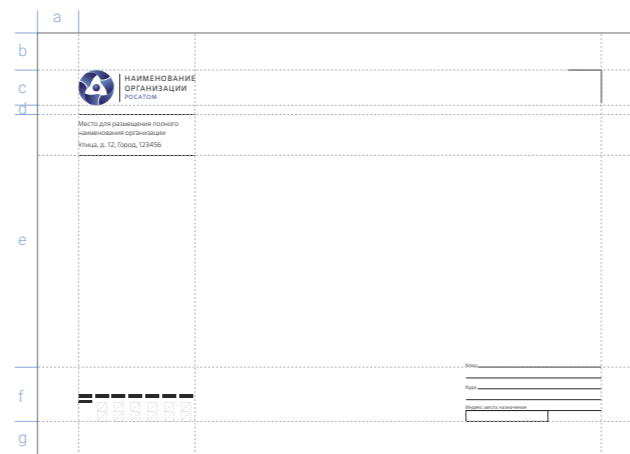 a
b
c
НАИМЕНОВАНИЕ
ОРГАНИЗАЦИИ
РОСАТОМ
d
Место для размещения полного
наименования организации
Улица, д. 12, Город, 123456
e
Кому
Куда
f
Индекс места назначения
g